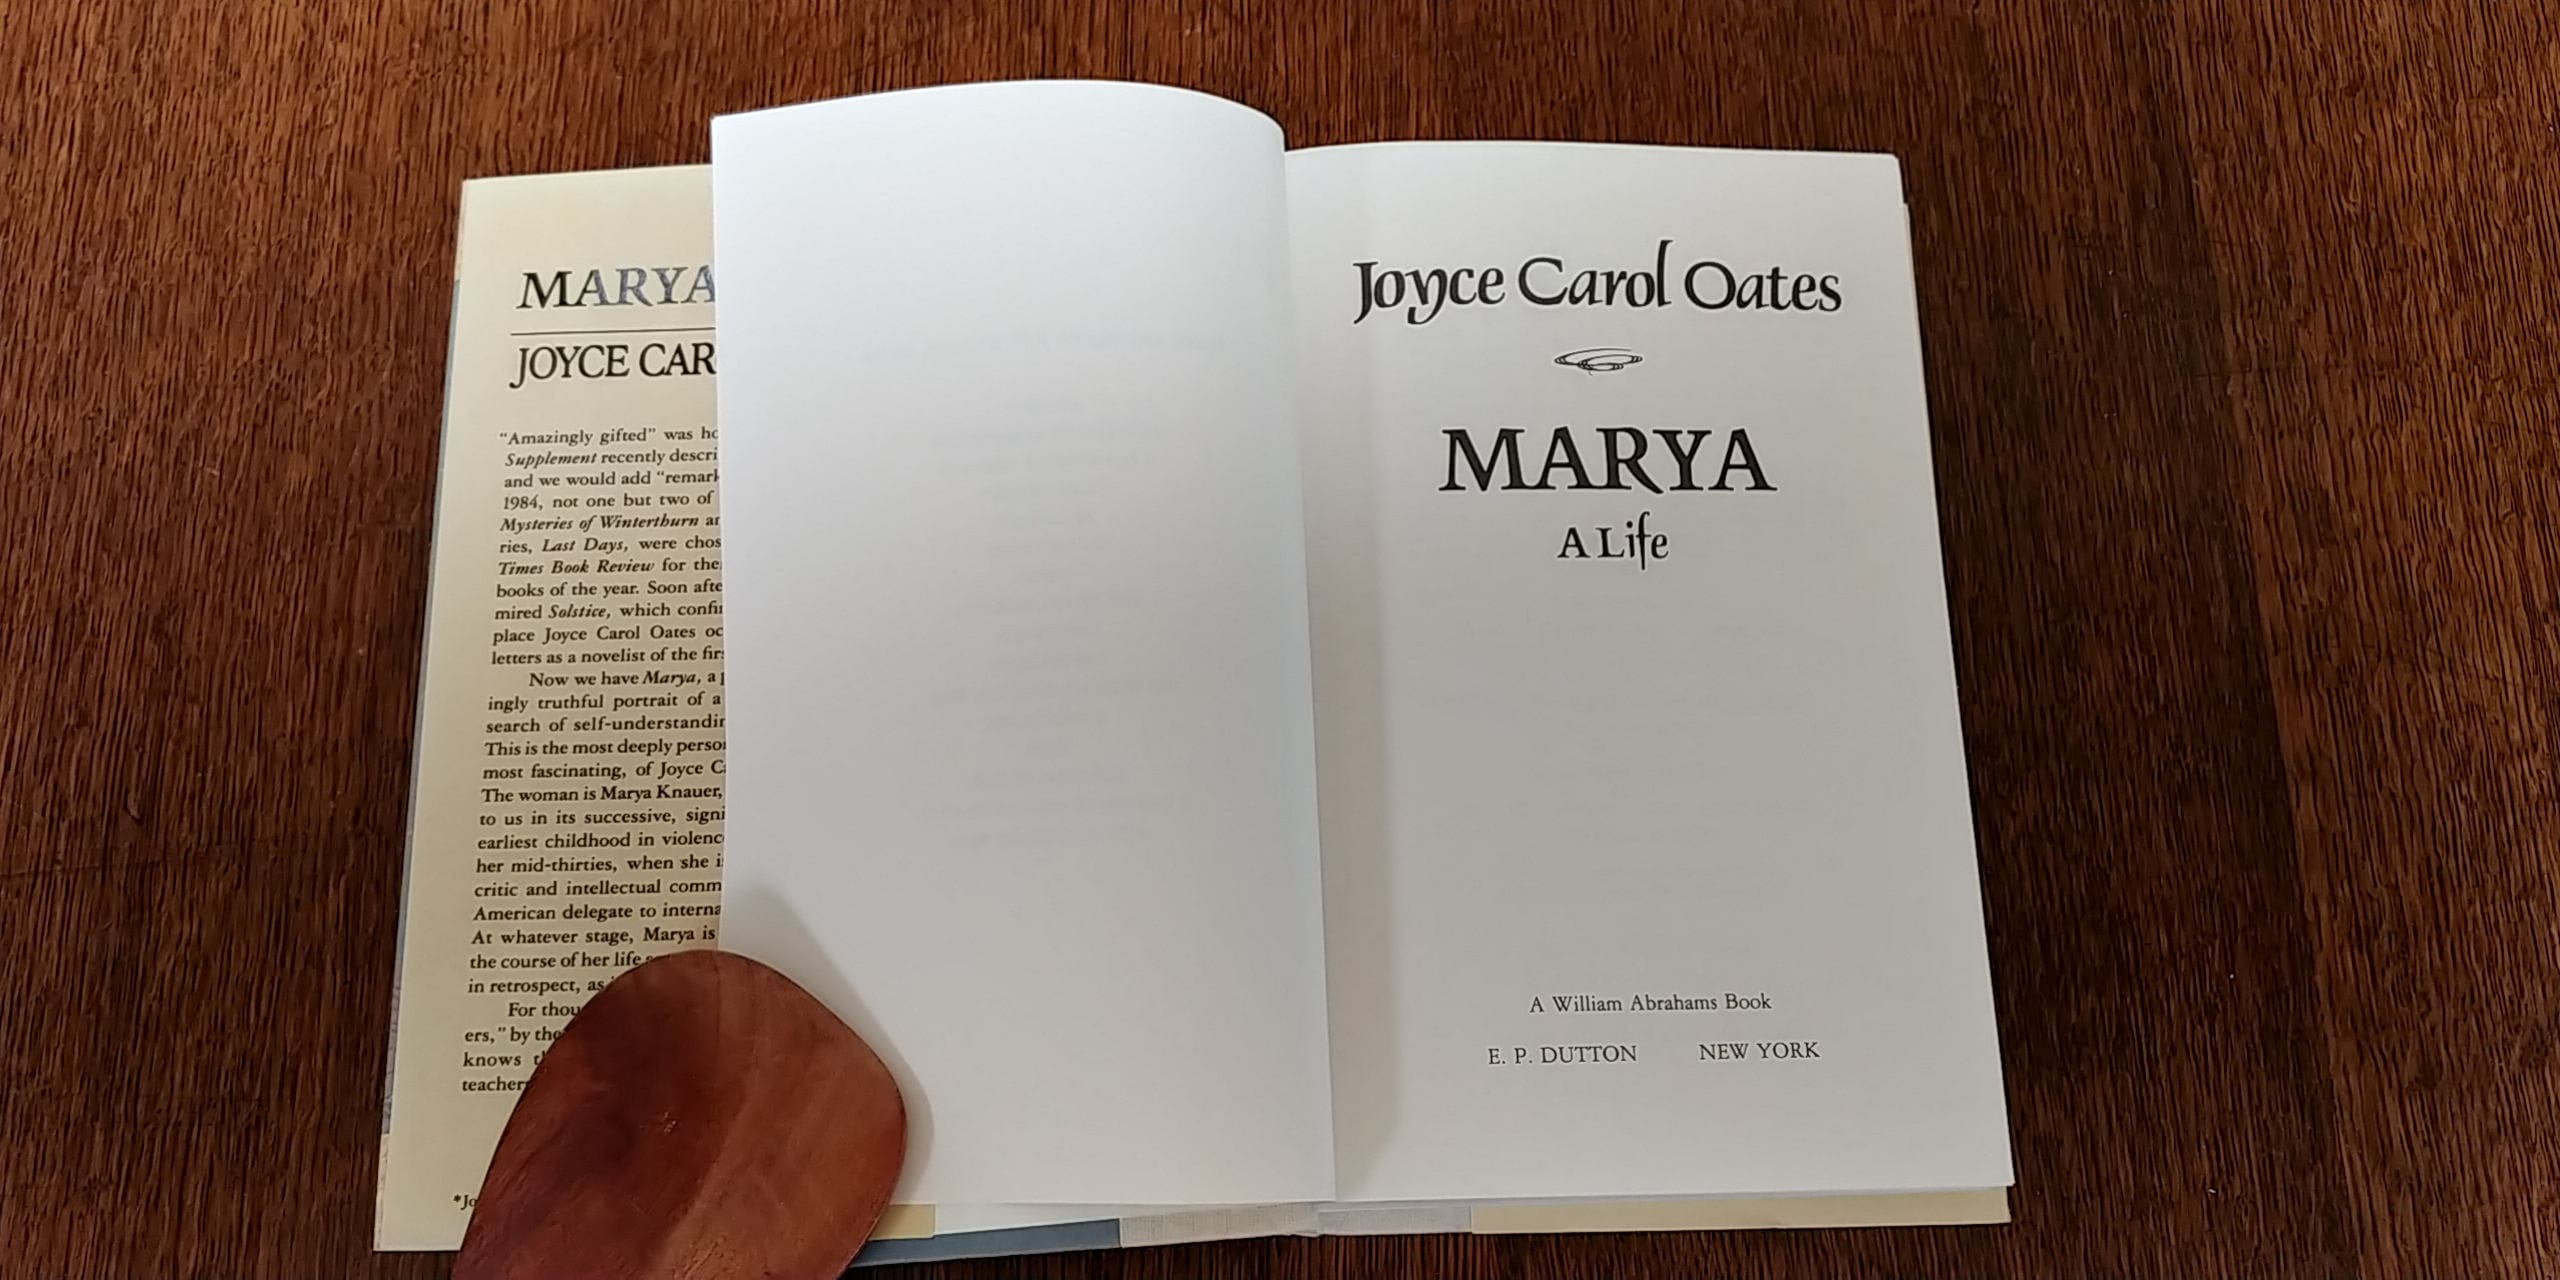 MARYA
JOYCE CAR
"Amazingly gifted" was
Supplement recently descri
and we would add "remark
1984, not one but two of
Mysteries of Winterthurn
ries, Last Days, were chos
Times Book Review for the
books of the year. Soon afte
mired Solstice, which confir
place Joyce Carol Oates oc
letters as a novelist of the firs
Now we have Marya, a
ingly truthful portrait of a
search of self-understandin
This is the most deeply perso
most fascinating, of Joyce C
The woman is Marya Knauer,
to us in its successive, signi
earliest childhood in violenc
her mid-thirties, when she
critic and intellectual comm
American delegate to interna
At whatever stage, Marya is
the course of her life
in retrospect, as
For thou
ers," by the
knows
teacher
*Jo
Joyce Carol Oates
MARYA
A Life
A William Abrahams Book
E. P. DUTTON NEW YORK